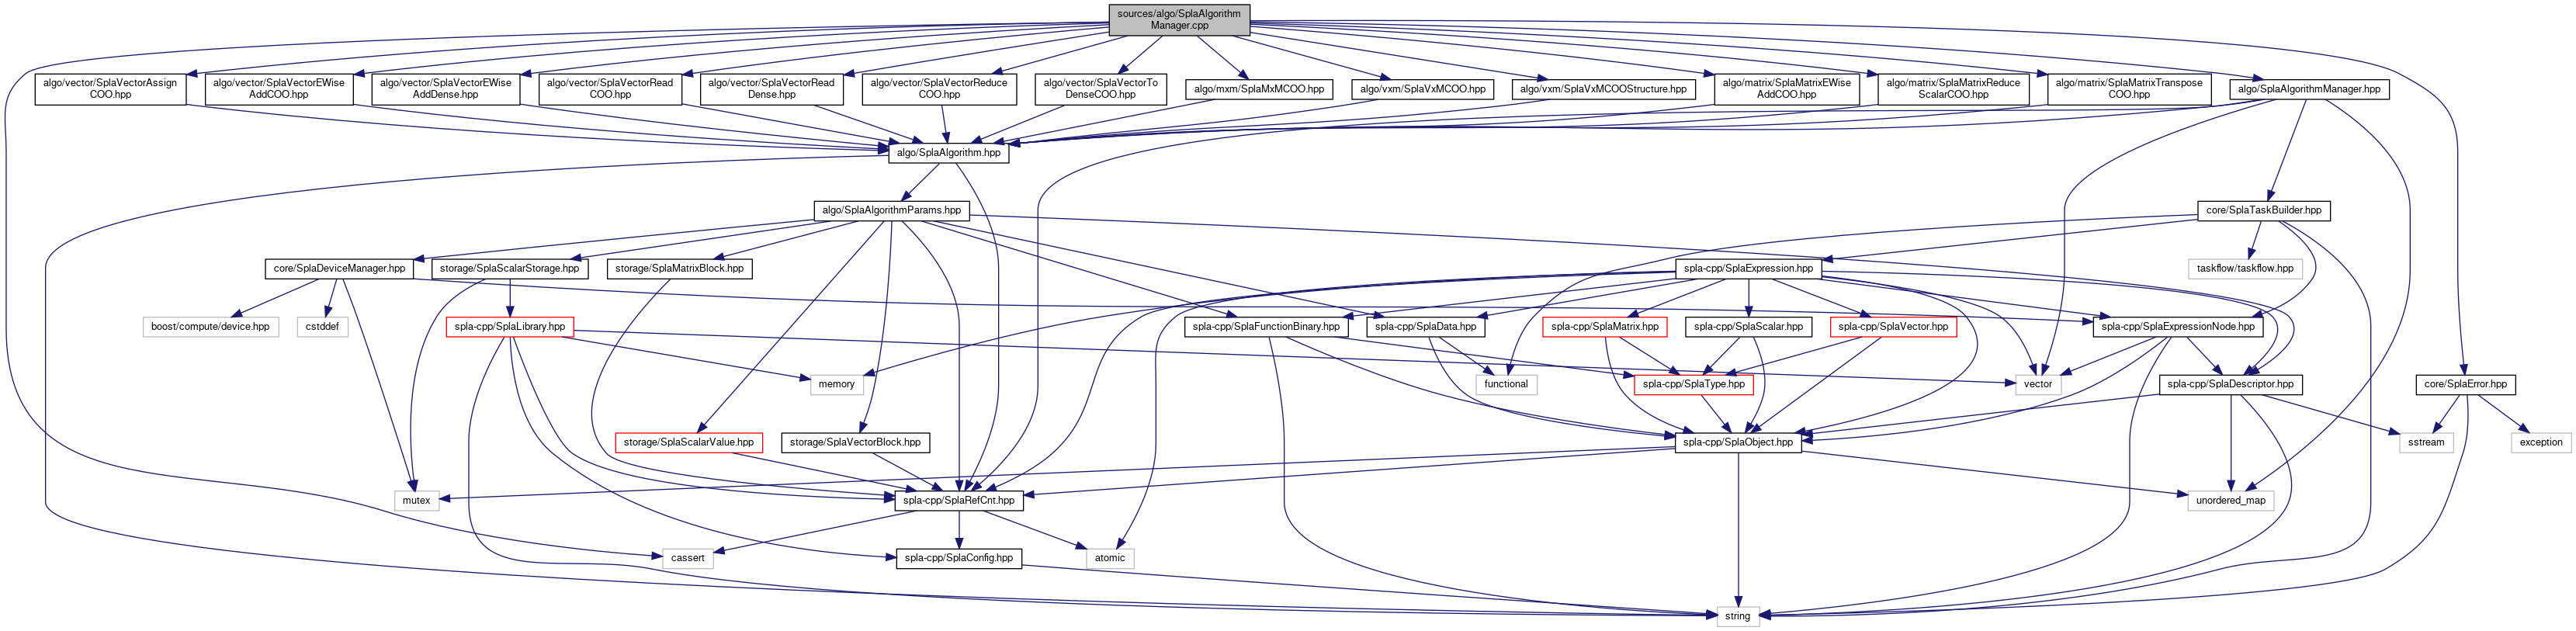 sources/algo/SplaAlgorithm
Manager.cpp
algo/vector/SplaVectorAssign
COO.hpp
algo/vector/SplaVectorEWise
AddCOO.hpp
algo/vector/SplaVectorEWise
AddDense.hpp
algo/vector/SplaVectorRead
COO.hpp
algo/vector/SplaVectorRead
Dense.hpp
algo/vector/SplaVectorReduce
COO.hpp
algo/vector/SplaVectorTo
DenseCOO.hpp
algo/mxm/SplaMxMCOO.hpp
algo/vxm/SplaVxMCOO.hpp
algo/vxm/SplaVxMCOOStructure.hpp
algo/matrix/SplaMatrixEWise
AddCOO.hpp
algo/matrix/SplaMatrixReduce
ScalarCOO.hpp
algo/matrix/SplaMatrixTranspose
COO.hpp
algo/SplaAlgorithmManager.hpp
algo/SplaAlgorithm.hpp
algo/SplaAlgorithmParams.hpp
core/SplaTaskBuilder.hpp
core/SplaDeviceManager.hpp
storage/SplaScalarStorage.hpp
storage/SplaMatrixBlock.hpp
spla-cpp/SplaExpression.hpp
taskflow/taskflow.hpp
boost/compute/device.hpp
cstddef
spla-cpp/SplaLibrary.hpp
spla-cpp/SplaFunctionBinary.hpp
spla-cpp/SplaData.hpp
spla-cpp/SplaMatrix.hpp
spla-cpp/SplaScalar.hpp
spla-cpp/SplaVector.hpp
spla-cpp/SplaExpressionNode.hpp
memory
functional
spla-cpp/SplaType.hpp
vector
spla-cpp/SplaDescriptor.hpp
core/SplaError.hpp
storage/SplaScalarValue.hpp
storage/SplaVectorBlock.hpp
spla-cpp/SplaObject.hpp
sstream
exception
mutex
spla-cpp/SplaRefCnt.hpp
unordered_map
cassert
spla-cpp/SplaConfig.hpp
atomic
string